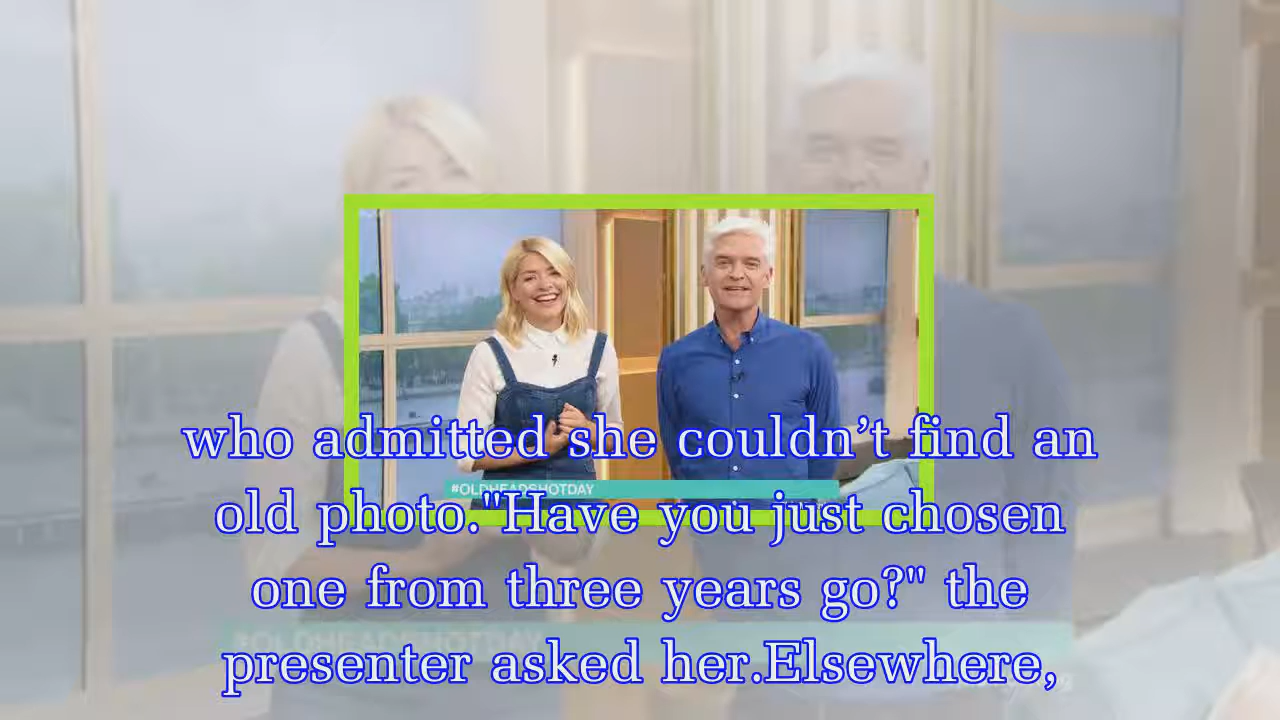 #OLDHEADSHOTDAY
who admitted she couldn’t find an
old photo."Have you just chosen
one from three years go?" the
presenter asked her.Elsewhere,